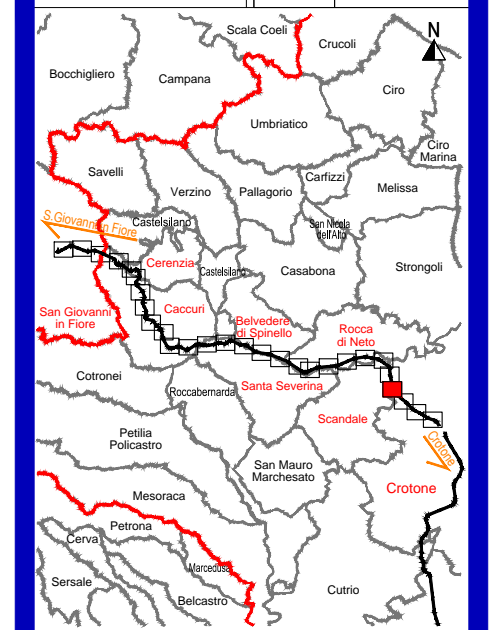 Scala Coeli
Crucoli
N
Bocchigliero
Campana
Ciro
Umbriatico
Ciro
Marina
Savelli
Carfizzi
Verzino
Pallagorio
Melissa
S.Giovanni in Fiore
Castelsilano
San Nicola
dell'Alto
Cerenzia
Castelsilano
Casabona
Strongoli
San Giovanni
in Fiore
Caccuri
Belvedere
di Spinello
Rocca
di Neto
Cotronei
Roccabernarda
Santa Severina
Scandale
Petilia
Policastro
Crotone
San Mauro
Marchesato
Mesoraca
Crotone
Petrona
Cerva
Marcedusa
Sersale
Belcastro
Cutrio